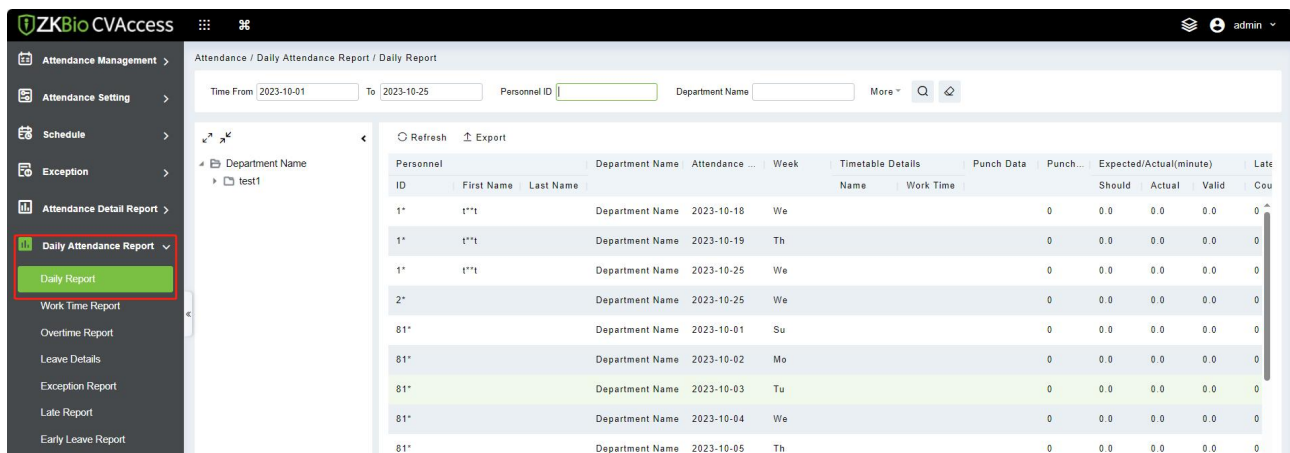 ZKBio CVAccess
admin
Attendance Management
Attendance Setting
Schedule
Exception
Attendance Detail Report
Daily Attendance Report
Daily Report
Work Time Report
Overtime Report
Leave Details
Exception Report
Late Report
Early Leave Report
Attendance / Daily Attendance Report / Daily Report
Time From 2023-10-01 To 2023-10-25 Personnel ID Department Name More
Department Name
test1
Refresh Export
Personnel Department Name Attendance ... Week Timetable Details Punch Data Punch... Expected/Actual(minute) Late
ID First Name Last Name Name Work Time Should Actual Valid Cou
1* t**t Department Name 2023-10-18 We 0 0.0 0.0 0.0 0
1* t**t Department Name 2023-10-19 Th 0 0.0 0.0 0.0 0
1* t**t Department Name 2023-10-25 We 0 0.0 0.0 0.0 0
2* Department Name 2023-10-25 We 0 0.0 0.0 0.0 0
81* Department Name 2023-10-01 Su 0 0.0 0.0 0.0 0
81* Department Name 2023-10-02 Mo 0 0.0 0.0 0.0 0
81* Department Name 2023-10-03 Tu 0 0.0 0.0 0.0 0
81* Department Name 2023-10-04 We 0 0.0 0.0 0.0 0
81* Department Name 2023-10-05 Th 0 0.0 0.0 0.0 0